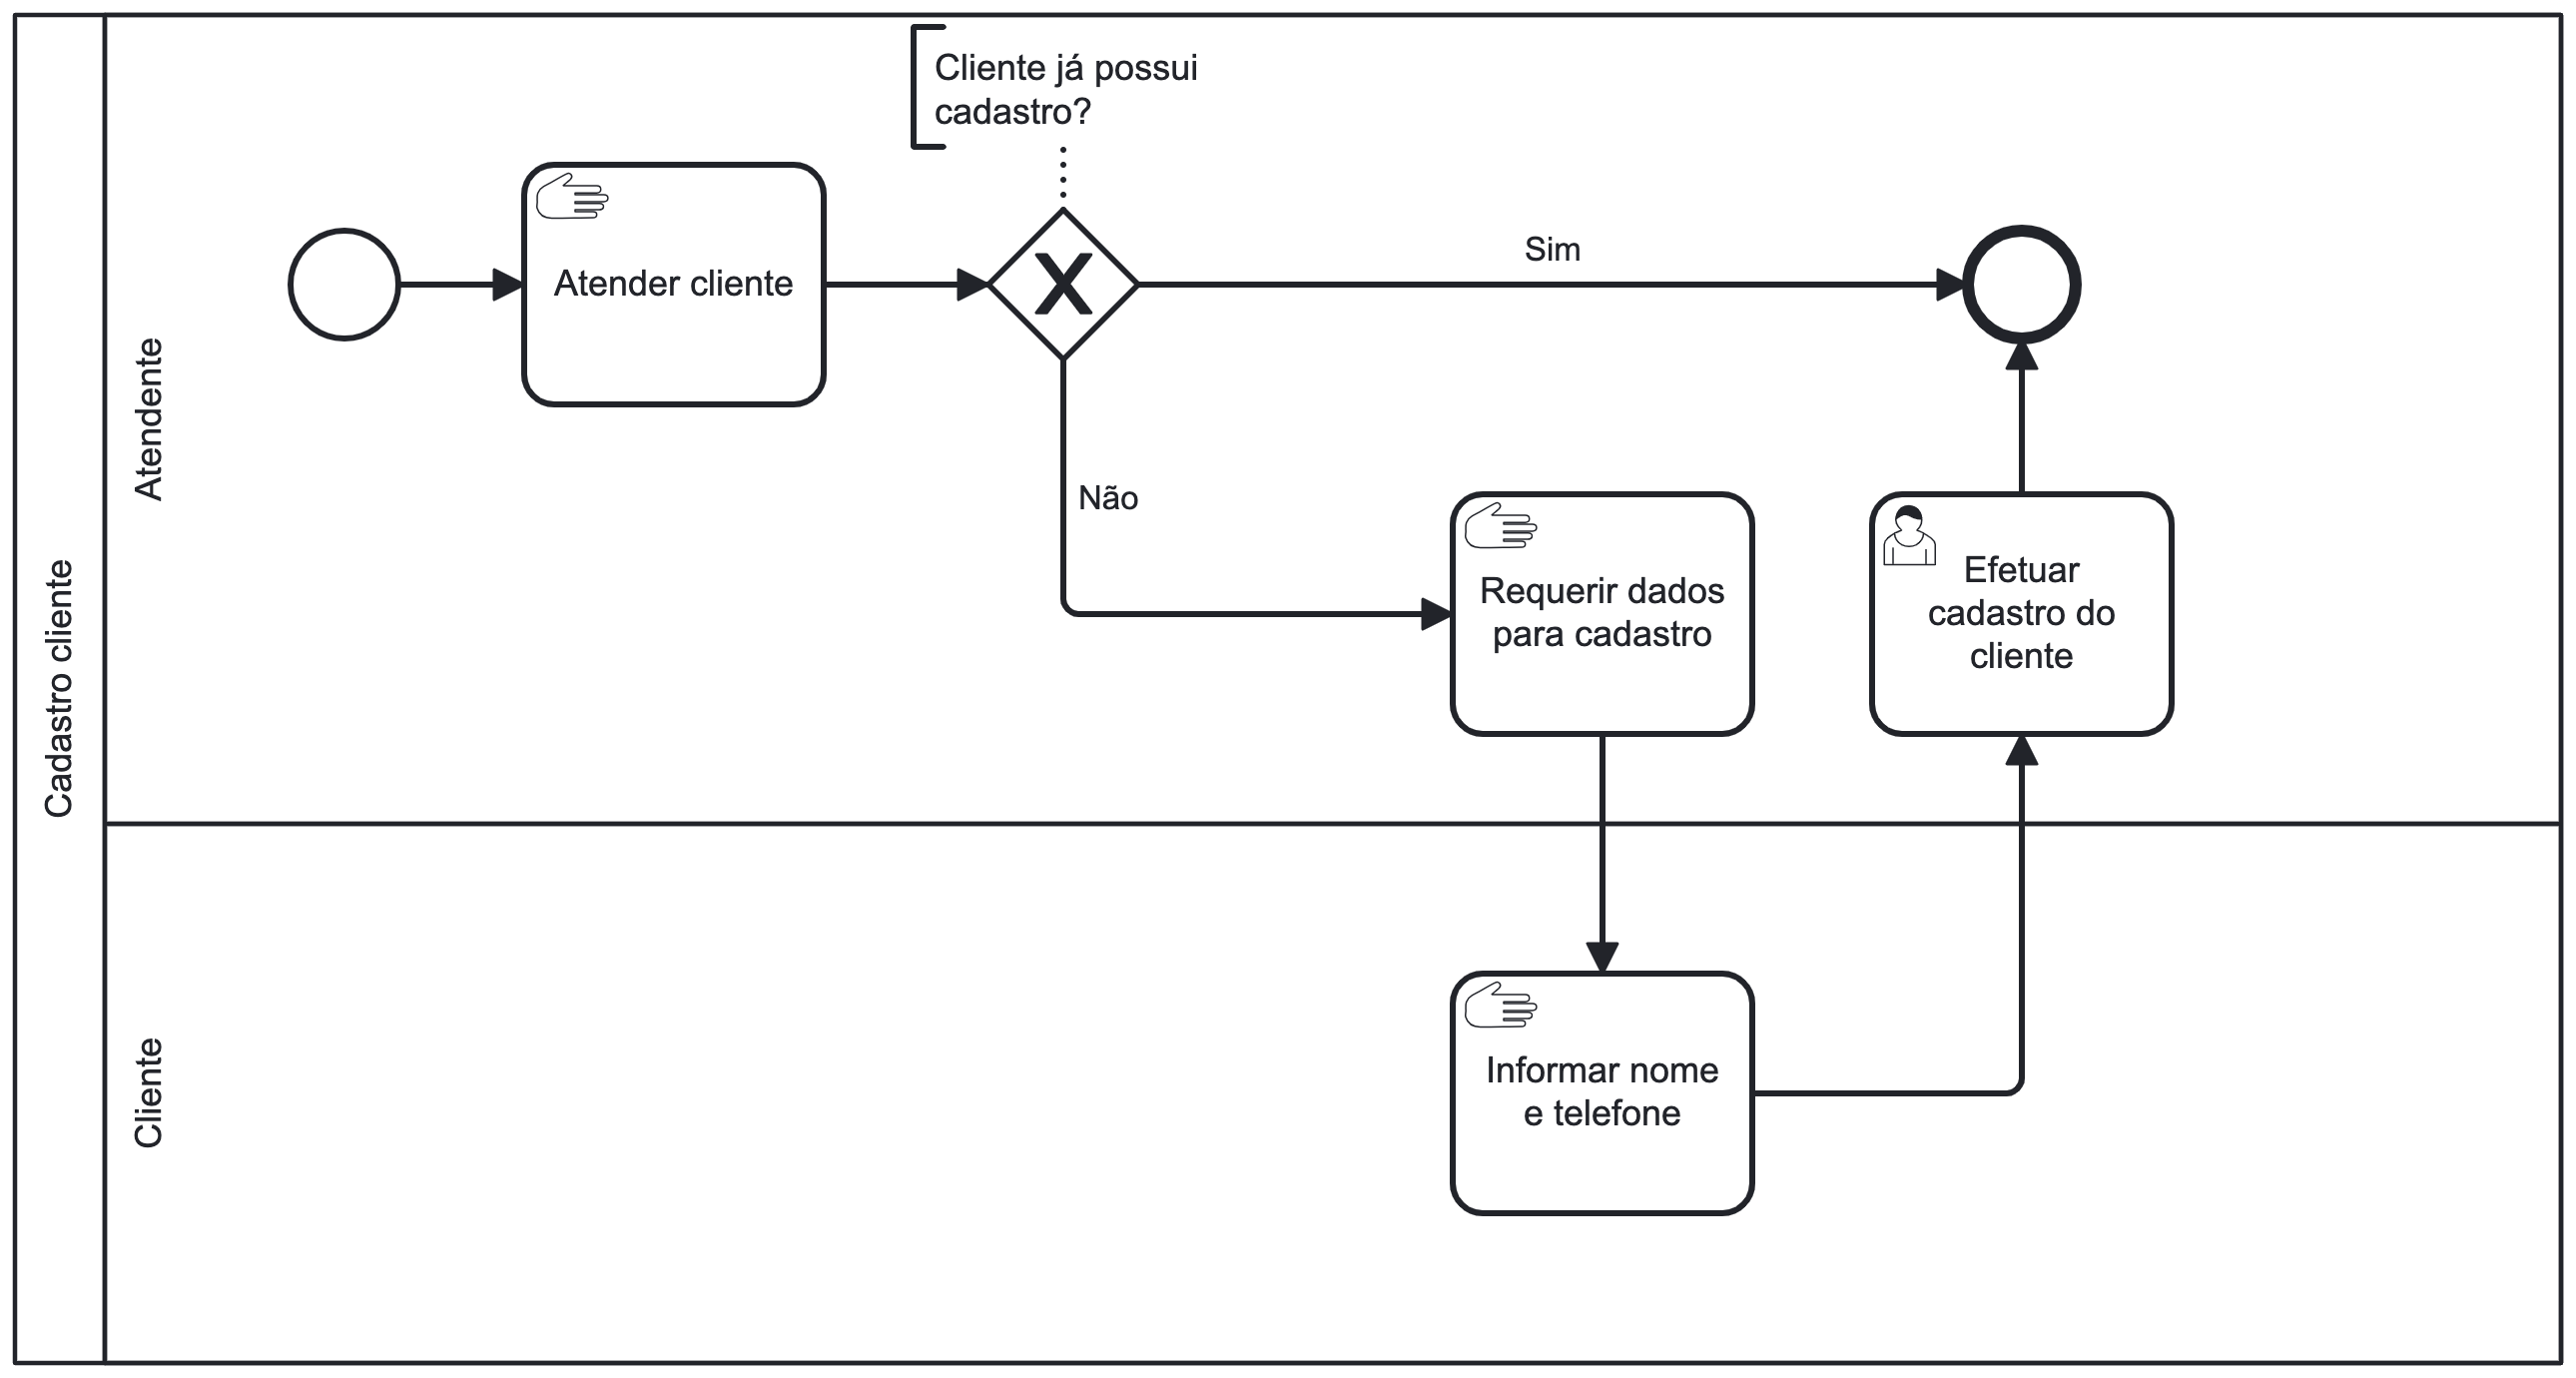 Cadastro cliente
Atendente
Cliente já possui
cadastro?
Atender cliente
Sim
Não
Requerir dados
para cadastro
Efetuar
cadastro do
cliente
Cliente
Informar nome
e telefone